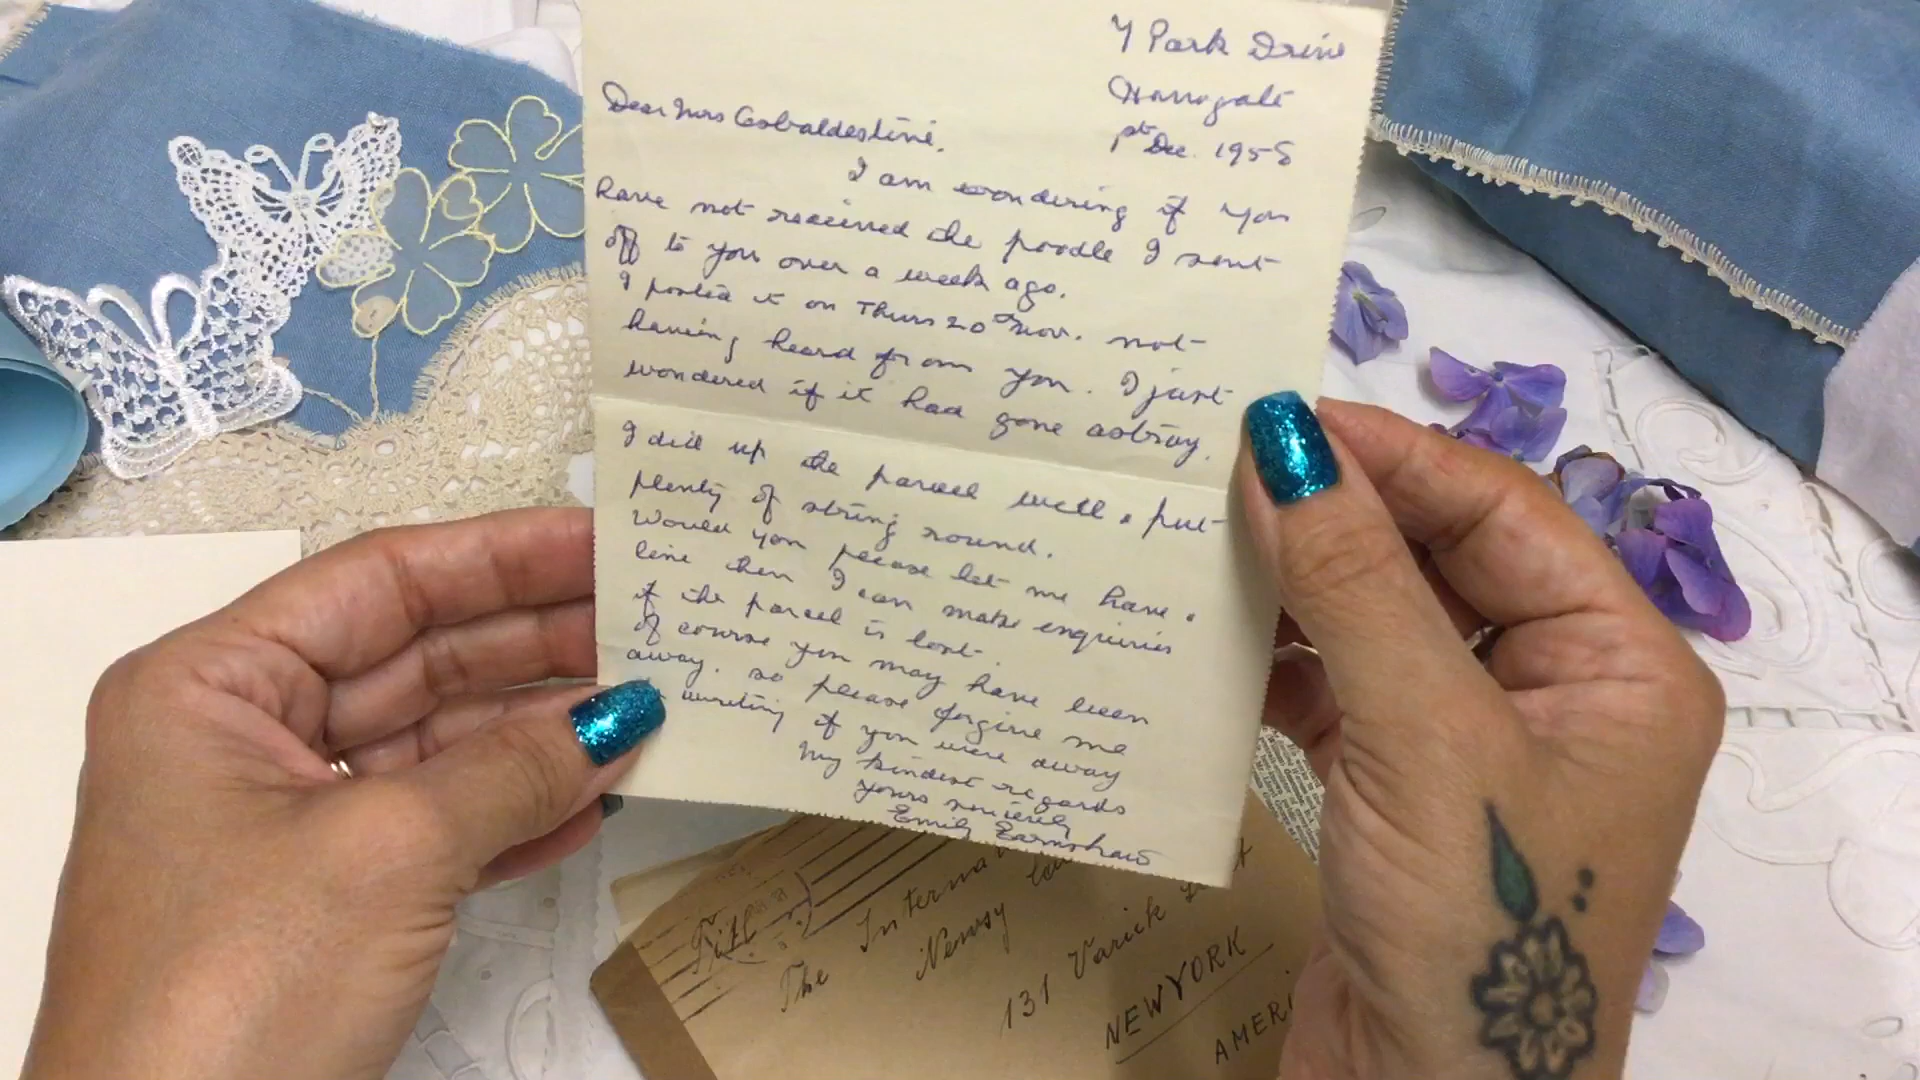 7 Park Drive
Harrogate
1st Dec. 1958
Dear Mrs Osbaldestine.
I am wondering if you
have not received the poodle I sent
off to you over a week ago.
I posted it on Thurs 20th Nov. not
having heard from you. I just
wondered if it had gone astray.
I did up the parcel well & put
plenty of string round.
Would you please let me have a
line then I can make enquiries
if the parcel is lost.
Of course you may have been
away. so please forgive me
writing if you were away
My kindest regards
yours sincerely
Emily Earnshaw
The Interna
Newsy
131 Varick
NEW YORK
AMERI